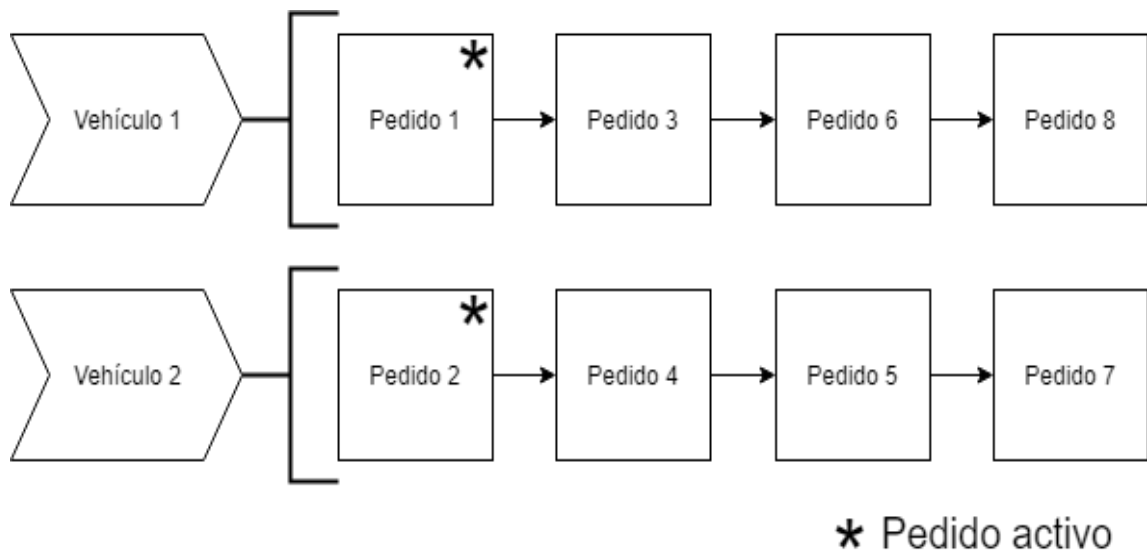 Vehículo 1
Pedido 1 *
Pedido 3
Pedido 6
Pedido 8
Vehículo 2
Pedido 2 *
Pedido 4
Pedido 5
Pedido 7
* Pedido activo